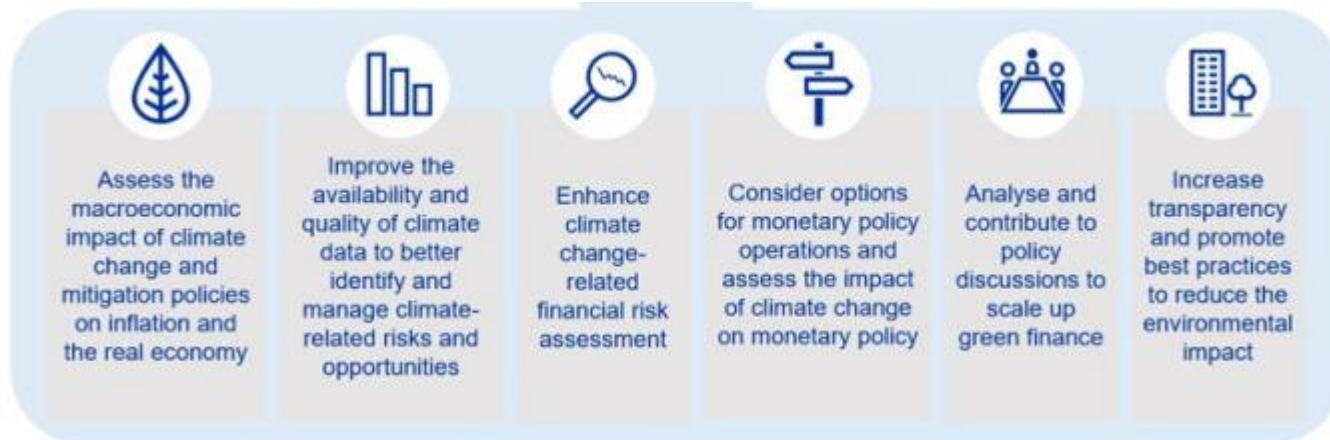 Assess the
macroeconomic
impact of climate
change and
mitigation policies
on inflation and
the real economy
Improve the
availability and
quality of climate
data to better
identify and
manage climate-
related risks and
opportunities
Enhance
climate
change-
related
financial risk
assessment
Consider options
for monetary policy
operations and
assess the impact
of climate change
on monetary policy
Analyse and
contribute to
policy
discussions to
scale up
green finance
Increase
transparency
and promote
best practices
to reduce the
environmental
impact